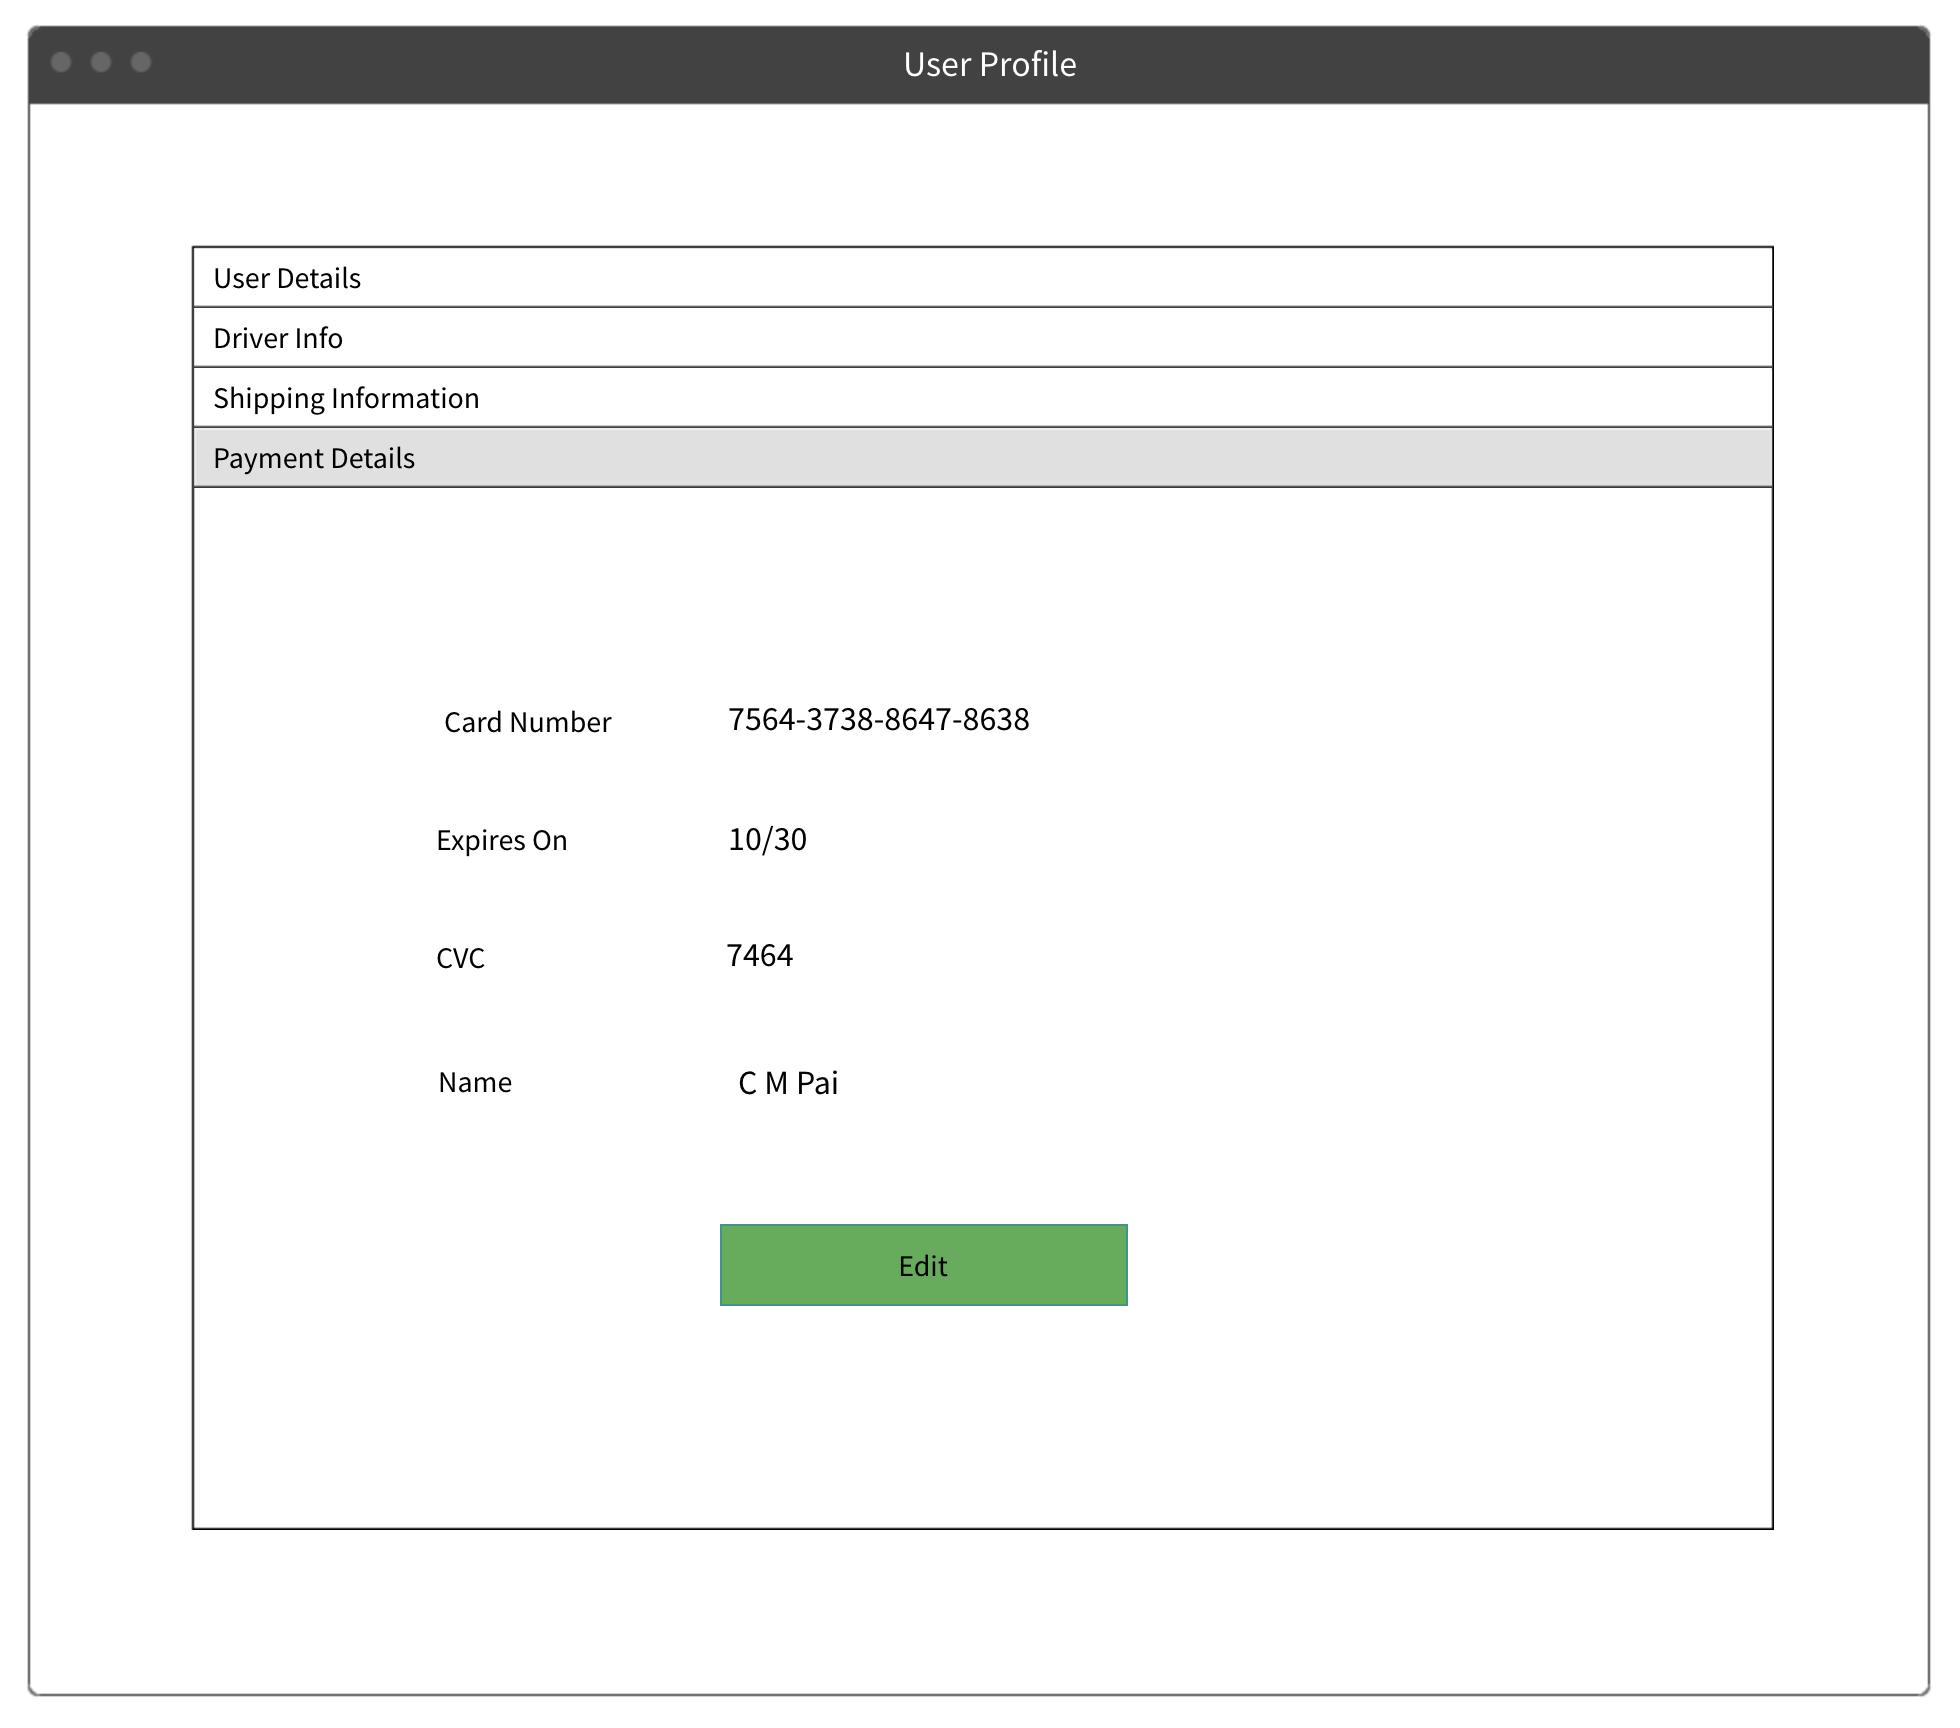 User Profile
User Details
Driver Info
Shipping Information
Payment Details
Card Number 7564-3738-8647-8638
Expires On 10/30
CVC 7464
Name C M Pai
Edit